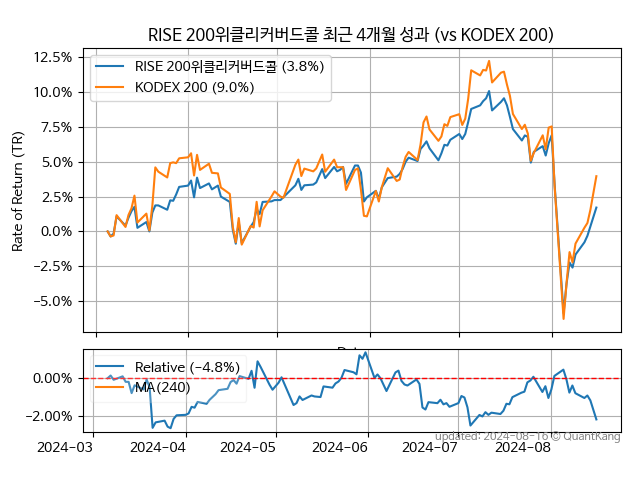 RISE 200위클리커버드콜 최근 4개월 성과 (vs KODEX 200)
12.5%
10.0%
7.5%
5.0%
2.5%
0.0%
−2.5%
−5.0%
Rate of Return (TR)
RISE 200위클리커버드콜 (3.8%)
KODEX 200 (9.0%)
0.00%
−2.00%
Relative (−4.8%)
MA(240)
2024-03
2024-04
2024-05
2024-06
2024-07
2024-08
updated: 2024-08-16 © QuantKang